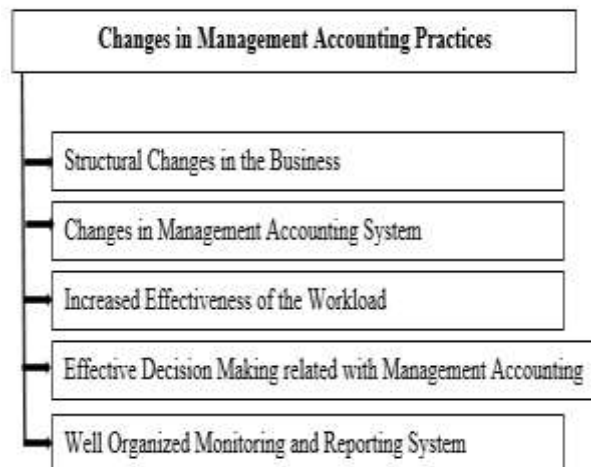 Changes in Management Accounting Practices
Structural Changes in the Business
Changes in Management Accounting System
Increased Effectiveness of the Workload
Effective Decision Making related with Management Accounting
Well Organized Monitoring and Reporting System